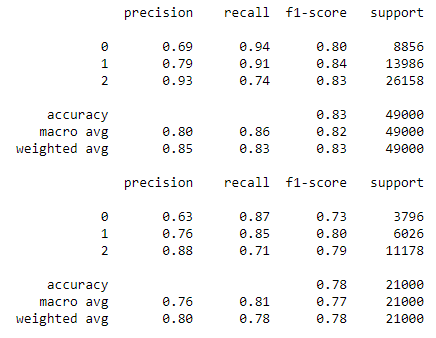 precision recall f1-score support
0 0.69 0.94 0.80 8856
1 0.79 0.91 0.84 13986
2 0.93 0.74 0.83 26158
accuracy 0.83 49000
macro avg 0.80 0.86 0.82 49000
weighted avg 0.85 0.83 0.83 49000
precision recall f1-score support
0 0.63 0.87 0.73 3796
1 0.76 0.85 0.80 6026
2 0.88 0.71 0.79 11178
accuracy 0.78 21000
macro avg 0.76 0.81 0.77 21000
weighted avg 0.80 0.78 0.78 21000